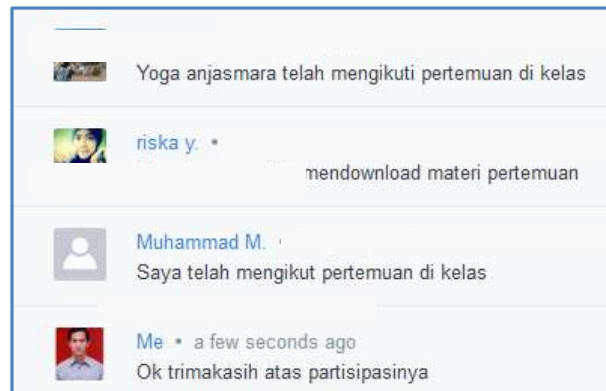 Yoga anjasmara telah mengikuti pertemuan di kelas
riska y. •
mendownload materi pertemuan
Muhammad M.
Saya telah mengikut pertemuan di kelas
Me • a few seconds ago
Ok trimakasih atas partisipasinya